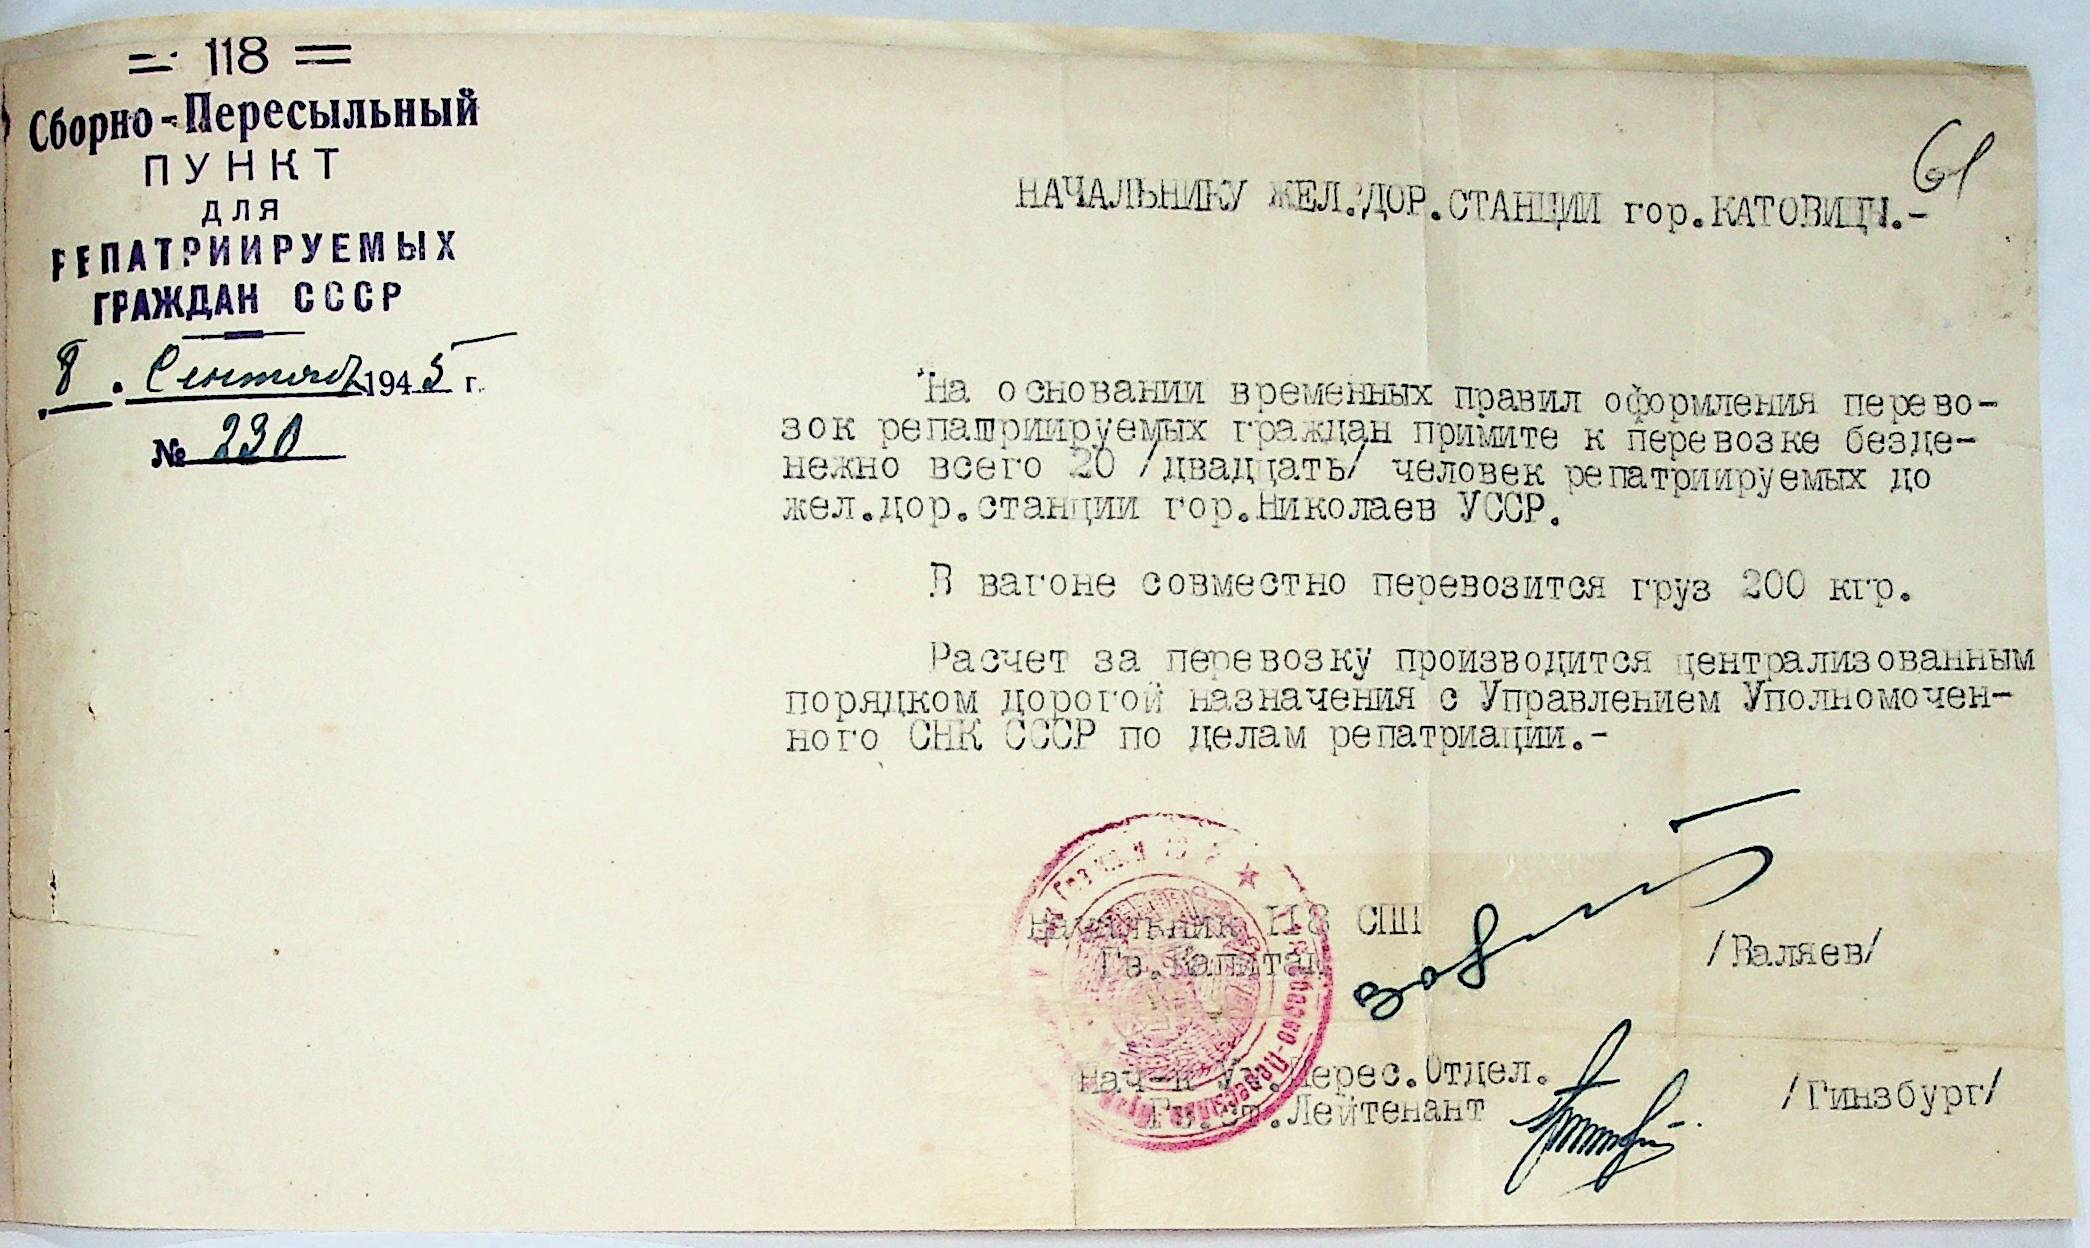 118
Сборно-Пересыльный
ПУНКТ
для
РЕПАТРИИРУЕМЫХ
ГРАЖДАН СССР
8. Сентября 1945 г.
№ 230
61
НАЧАЛЬНИКУ ЖЕЛ.ДОР.СТАНЦИИ гор.КАТОВИЦЫ.-
На основании временных правил оформления перево-
зок репатриируемых граждан примите к перевозке безде-
нежно всего 20 /двадцать/ человек репатриируемых до
жел.дор.станции гор.Николаев УССР.
В вагоне совместно перевозится груз 200 кгр.
Расчет за перевозку производится централизованным
порядком дорогой назначения с Управлением Уполномочен-
ного СНК СССР по делам репатриации.-
Начальник 118 СПП
Гв.Капитан
/Валяев/
Нач-к Уч.Перес.Отдел.
Гв.Ст.Лейтенант
/Гинзбург/
Сборно-Пересыльный